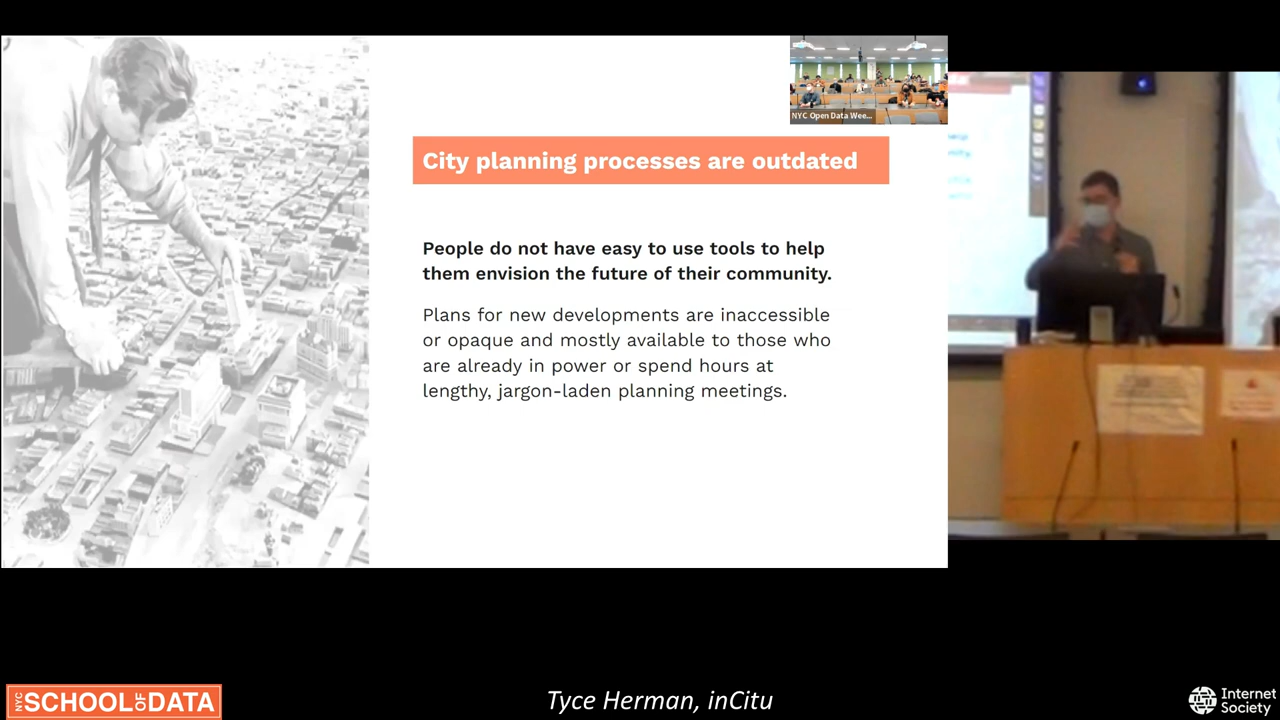 NYC Open Data Wee...
City planning processes are outdated
People do not have easy to use tools to help
them envision the future of their community.
Plans for new developments are inaccessible
or opaque and mostly available to those who
are already in power or spend hours at
lengthy, jargon-laden planning meetings.
NYC SCHOOL OF DATA
Tyce Herman, inCitu
Internet
Society